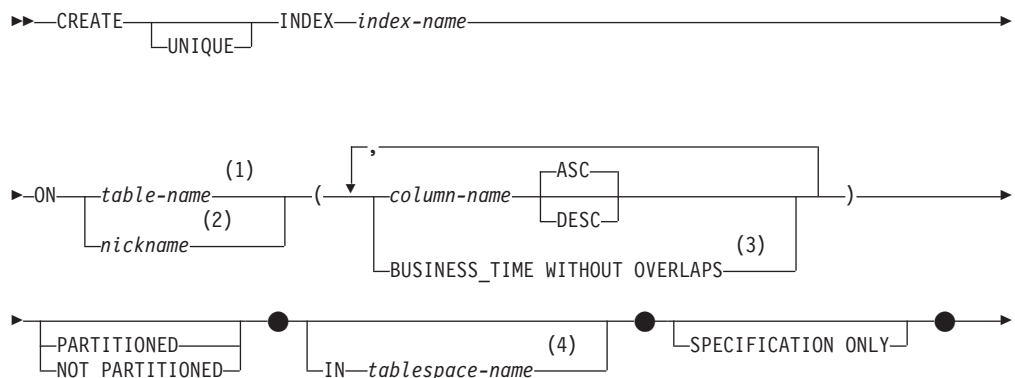 CREATE INDEX index-name
UNIQUE
,
(1) ASC
ON table-name ( column-name )
(2) DESC
nickname (3)
BUSINESS_TIME WITHOUT OVERLAPS
PARTITIONED (4) SPECIFICATION ONLY
NOT PARTITIONED IN tablespace-name